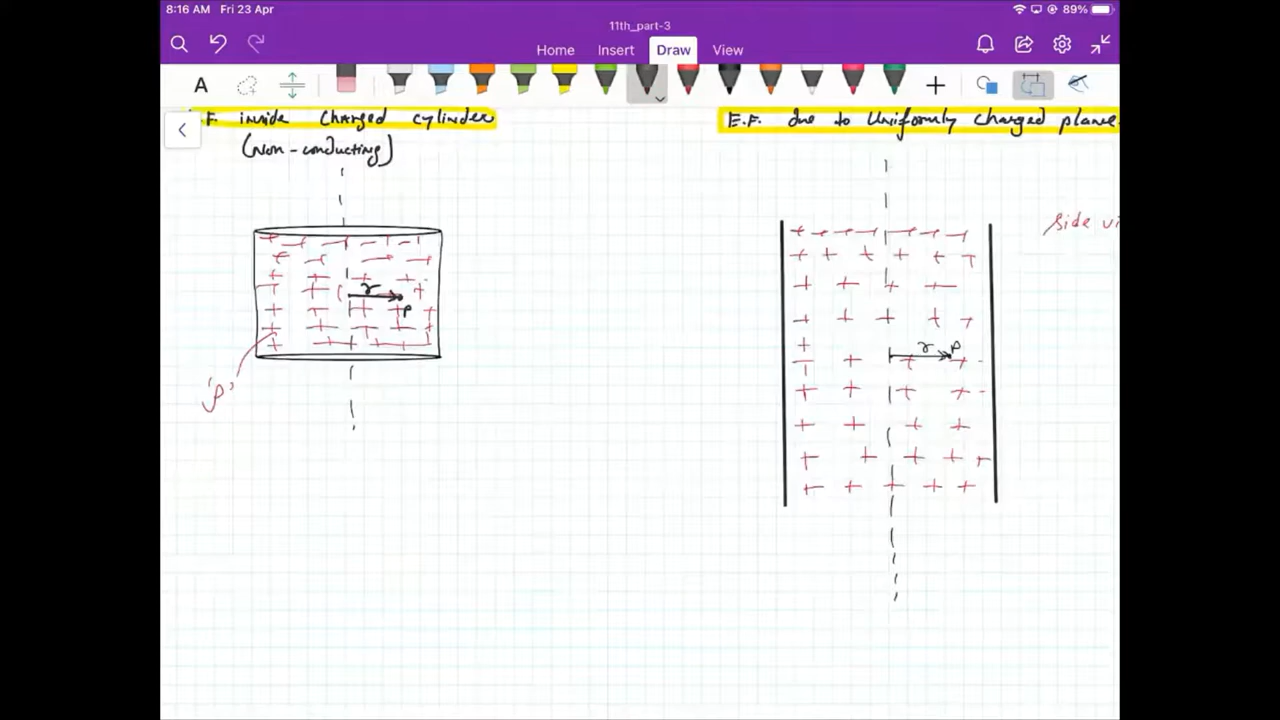 8:16 AM Fri 23 Apr
89%
11th_part-3
Home Insert Draw View
A
.F. inside charged cylinder
(Non-conducting)
E.F. due to Uniformly charged plane
side vi
r
P
r
P
'ρ'